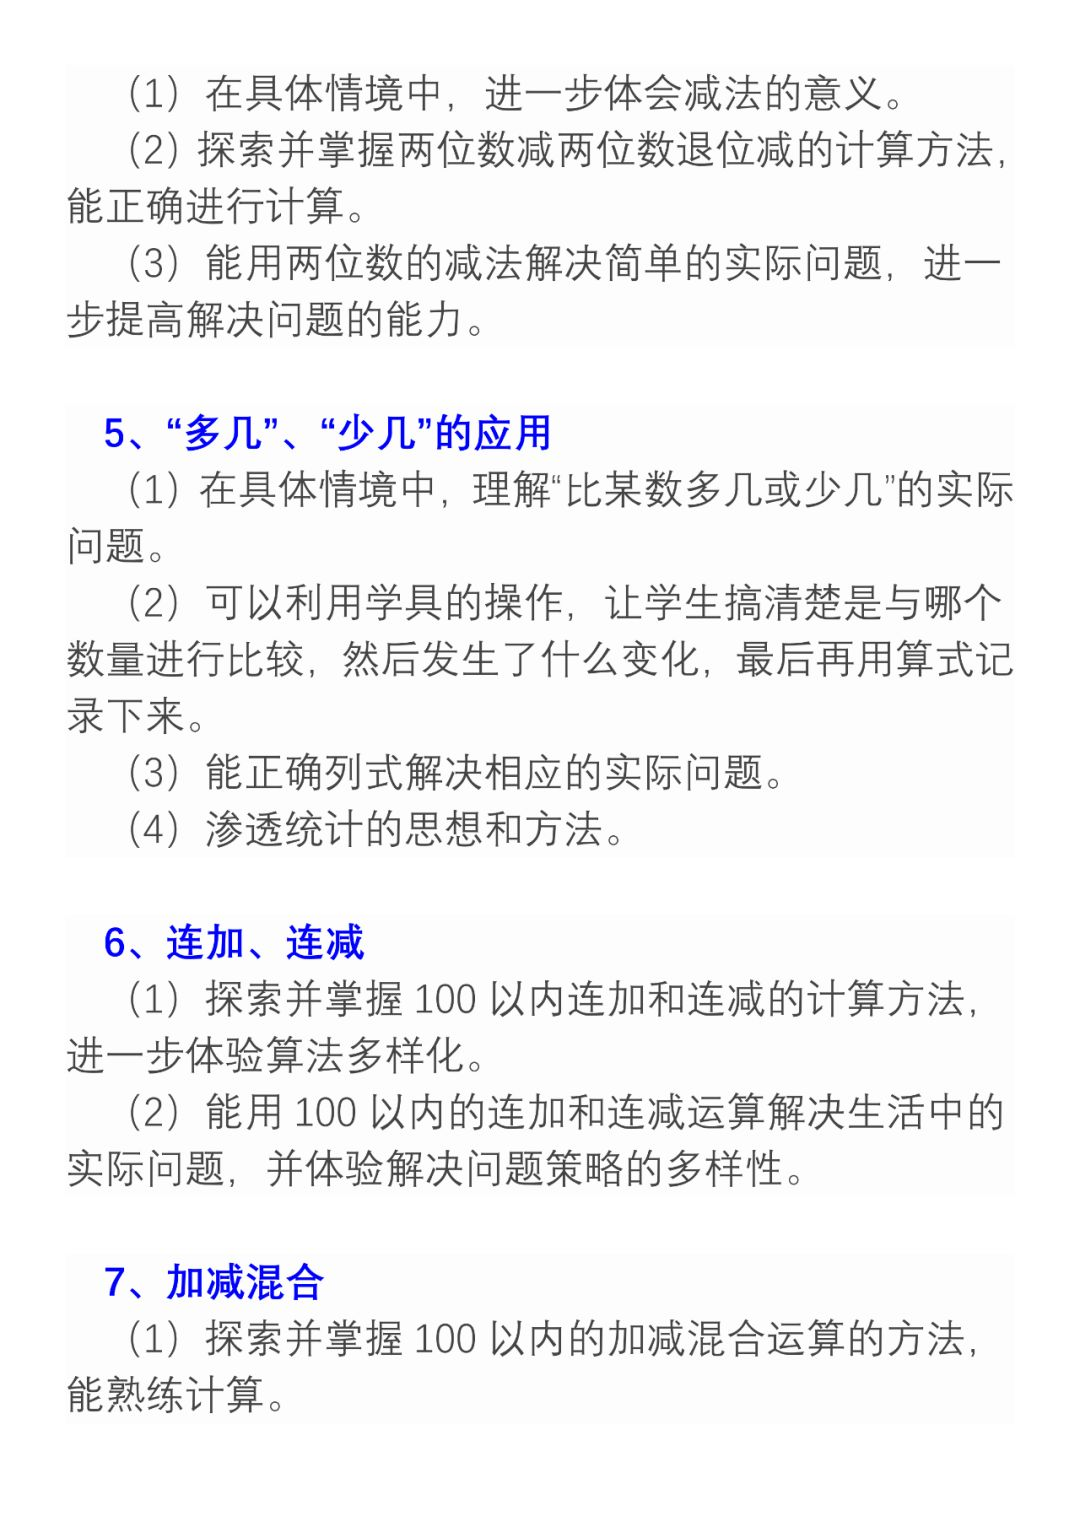 （1）在具体情境中，进一步体会减法的意义。
（2）探索并掌握两位数减两位数退位减的计算方法，
能正确进行计算。
（3）能用两位数的减法解决简单的实际问题，进一
步提高解决问题的能力。
5、“多几”、“少几”的应用
（1）在具体情境中，理解“比某数多几或少几”的实际
问题。
（2）可以利用学具的操作，让学生搞清楚是与哪个
数量进行比较，然后发生了什么变化，最后再用算式记
录下来。
（3）能正确列式解决相应的实际问题。
（4）渗透统计的思想和方法。
6、连加、连减
（1）探索并掌握 100 以内连加和连减的计算方法，
进一步体验算法多样化。
（2）能用 100 以内的连加和连减运算解决生活中的
实际问题，并体验解决问题策略的多样性。
7、加减混合
（1）探索并掌握 100 以内的加减混合运算的方法，
能熟练计算。